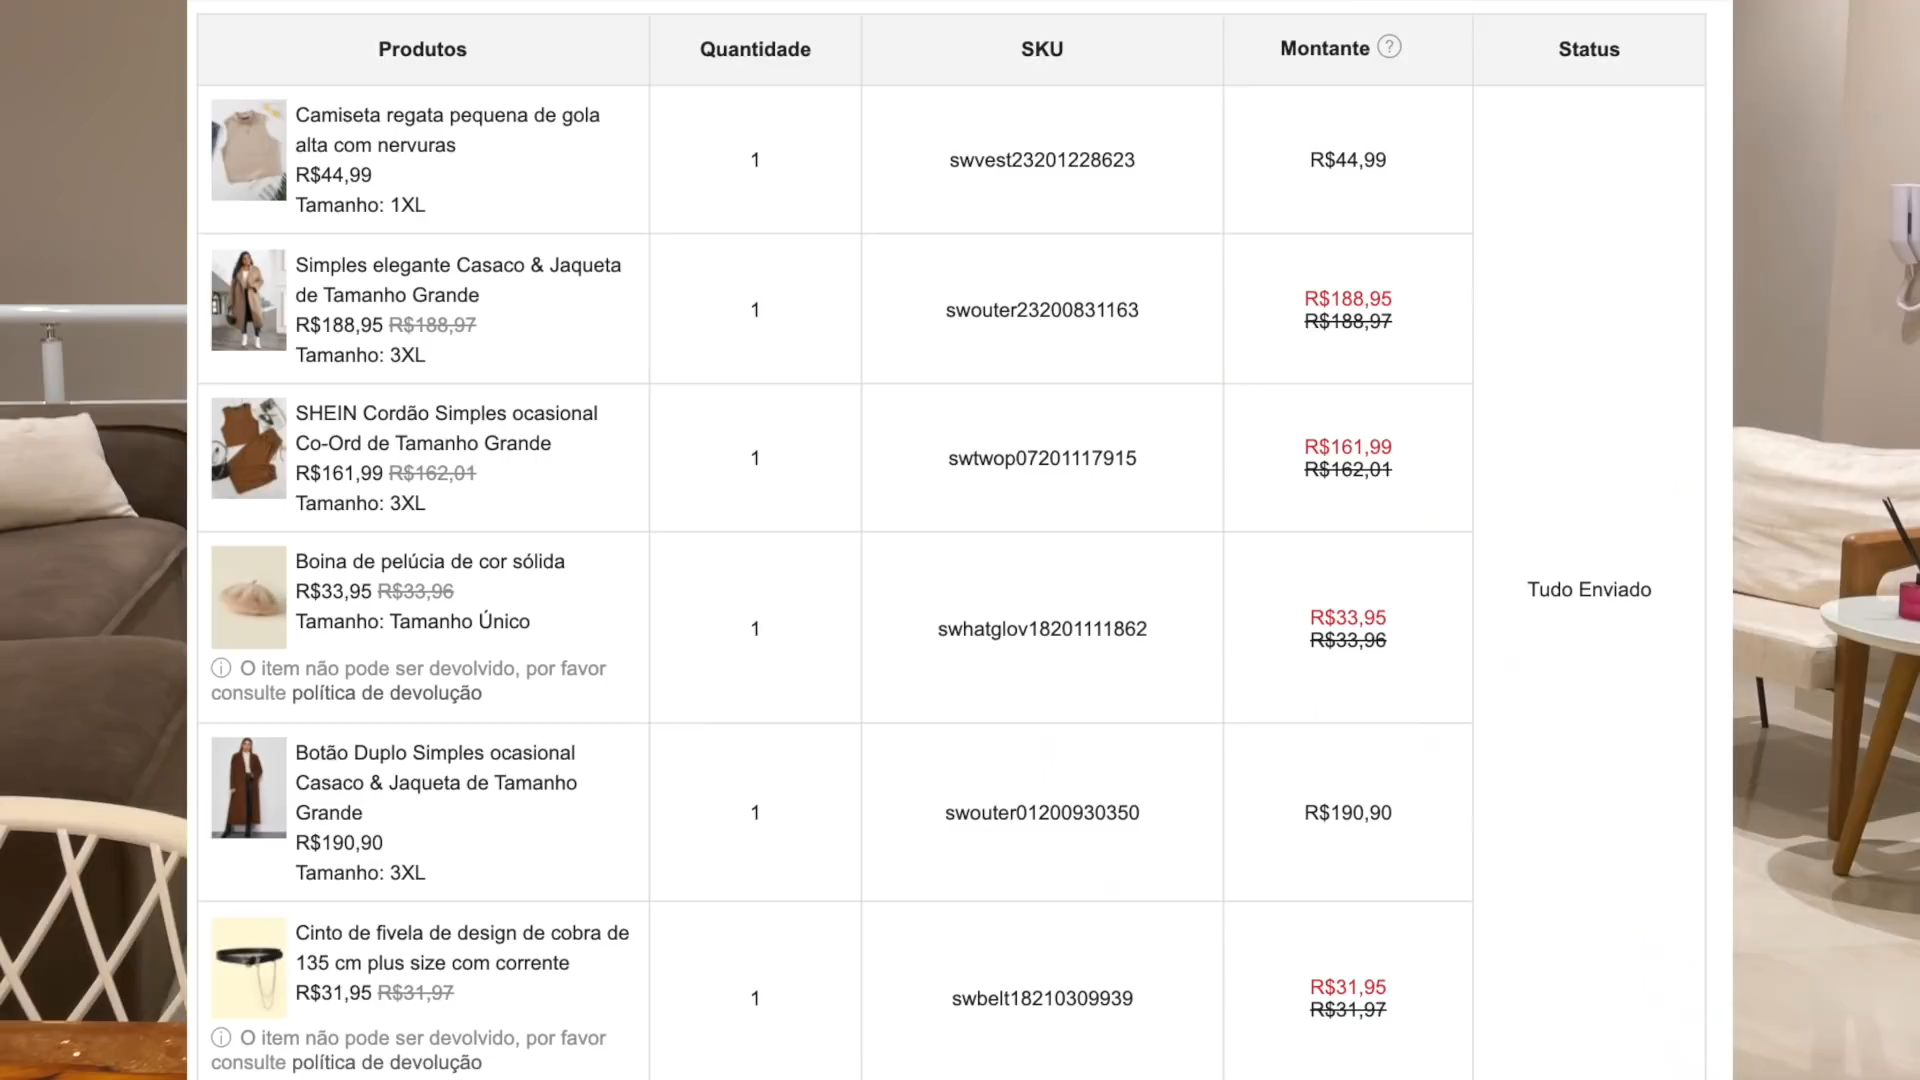 Produtos
Quantidade
SKU
Montante ?
Status
Camiseta regata pequena de gola
alta com nervuras
R$44,99
Tamanho: 1XL
1
swvest23201228623
R$44,99
Simples elegante Casaco & Jaqueta
de Tamanho Grande
R$188,95 R$188,97
Tamanho: 3XL
1
swouter23200831163
R$188,95
R$188,97
SHEIN Cordão Simples ocasional
Co-Ord de Tamanho Grande
R$161,99 R$162,01
Tamanho: 3XL
1
swtwop07201117915
R$161,99
R$162,01
Boina de pelúcia de cor sólida
R$33,95 R$33,96
Tamanho: Tamanho Único
O item não pode ser devolvido, por favor
consulte política de devolução
1
swhatglov18201111862
R$33,95
R$33,96
Tudo Enviado
Botão Duplo Simples ocasional
Casaco & Jaqueta de Tamanho
Grande
R$190,90
Tamanho: 3XL
1
swouter01200930350
R$190,90
Cinto de fivela de design de cobra de
135 cm plus size com corrente
R$31,95 R$31,97
O item não pode ser devolvido, por favor
consulte política de devolução
1
swbelt18210309939
R$31,95
R$31,97